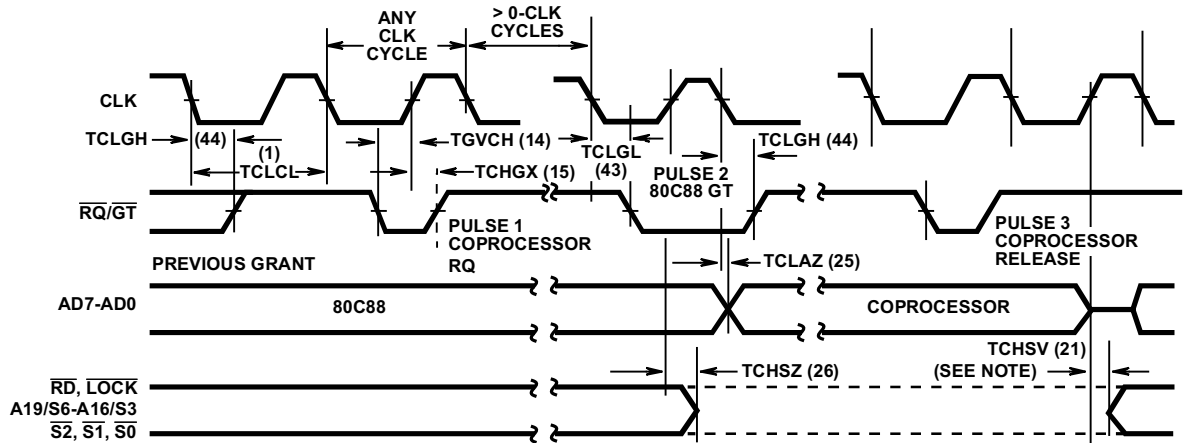 ANY
CLK
CYCLE
> 0-CLK
CYCLES
CLK
TCLGH (44)
(1)
TCLCL
TGVCH (14)
TCHGX (15)
TCLGL
(43)
PULSE 2
80C88 GT
TCLGH (44)
RQ/GT
PULSE 1
COPROCESSOR
RQ
PULSE 3
COPROCESSOR
RELEASE
PREVIOUS GRANT
TCLAZ (25)
AD7-AD0
80C88
COPROCESSOR
TCHSZ (26)
TCHSV (21)
(SEE NOTE)
RD, LOCK
A19/S6-A16/S3
S2, S1, S0